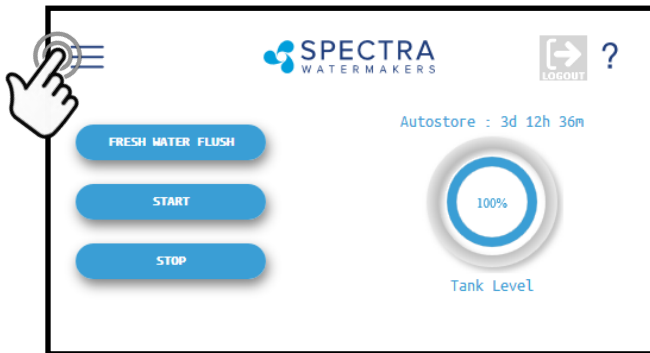 SPECTRA
WATERMAKERS
LOGOUT
?
Autostore : 3d 12h 36m
FRESH WATER FLUSH
START
100%
STOP
Tank Level